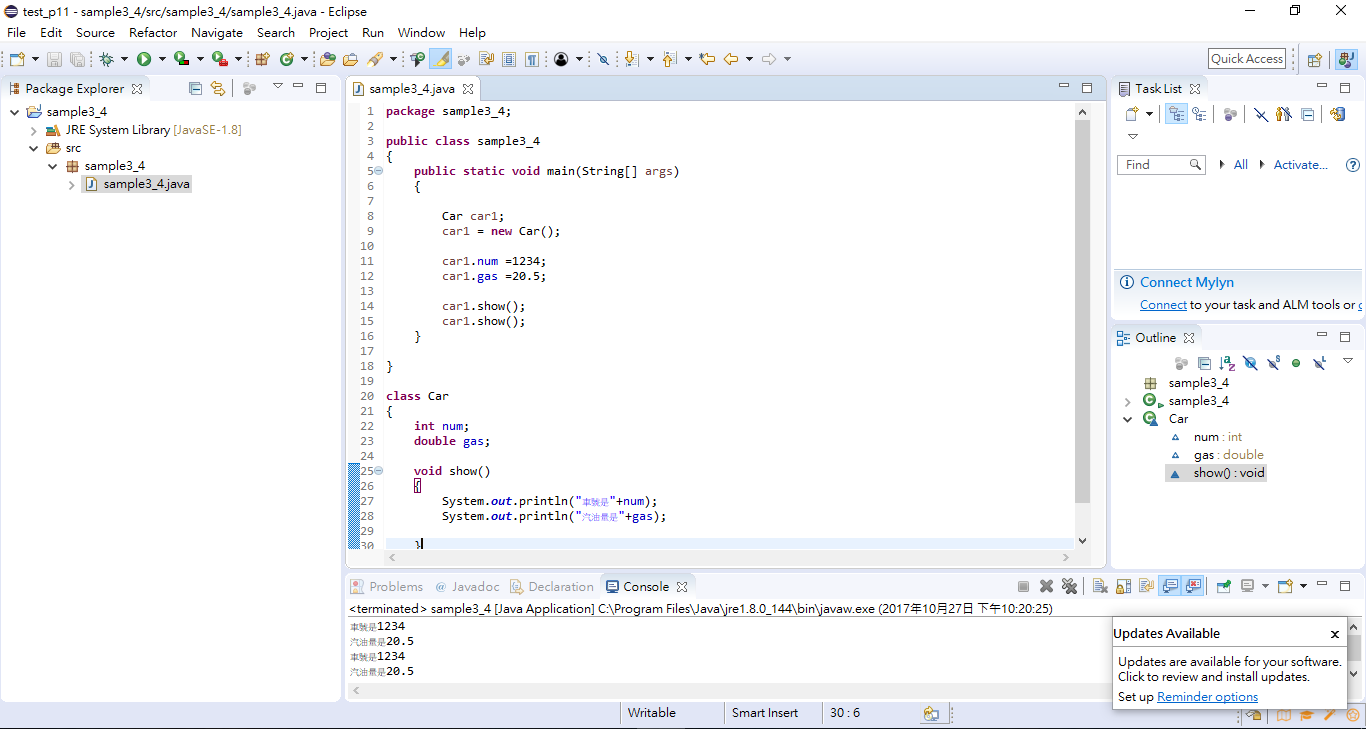 test_p11 - sample3_4/src/sample3_4/sample3_4.java - Eclipse
File Edit Source Refactor Navigate Search Project Run Window Help
Quick Access
Package Explorer
sample3_4
JRE System Library [JavaSE-1.8]
src
sample3_4
sample3_4.java
sample3_4.java
1 package sample3_4;
2
3 public class sample3_4
4 {
5 public static void main(String[] args)
6 {
7
8 Car car1;
9 car1 = new Car();
10
11 car1.num =1234;
12 car1.gas =20.5;
13
14 car1.show();
15 car1.show();
16 }
17
18 }
19
20 class Car
21 {
22 int num;
23 double gas;
24
25 void show()
26 {
27 System.out.println("車號是"+num);
28 System.out.println("汽油量是"+gas);
29
30 }
Task List
Find
All
Activate...
Connect Mylyn
Connect to your task and ALM tools or
Outline
sample3_4
sample3_4
Car
num : int
gas : double
show() : void
Problems @ Javadoc Declaration Console
<terminated> sample3_4 [Java Application] C:\Program Files\Java\jre1.8.0_144\bin\javaw.exe (2017年10月27日 下午10:20:25)
車號是1234
汽油量是20.5
車號是1234
汽油量是20.5
Updates Available
Updates are available for your software.
Click to review and install updates.
Set up Reminder options
Writable Smart Insert 30 : 6